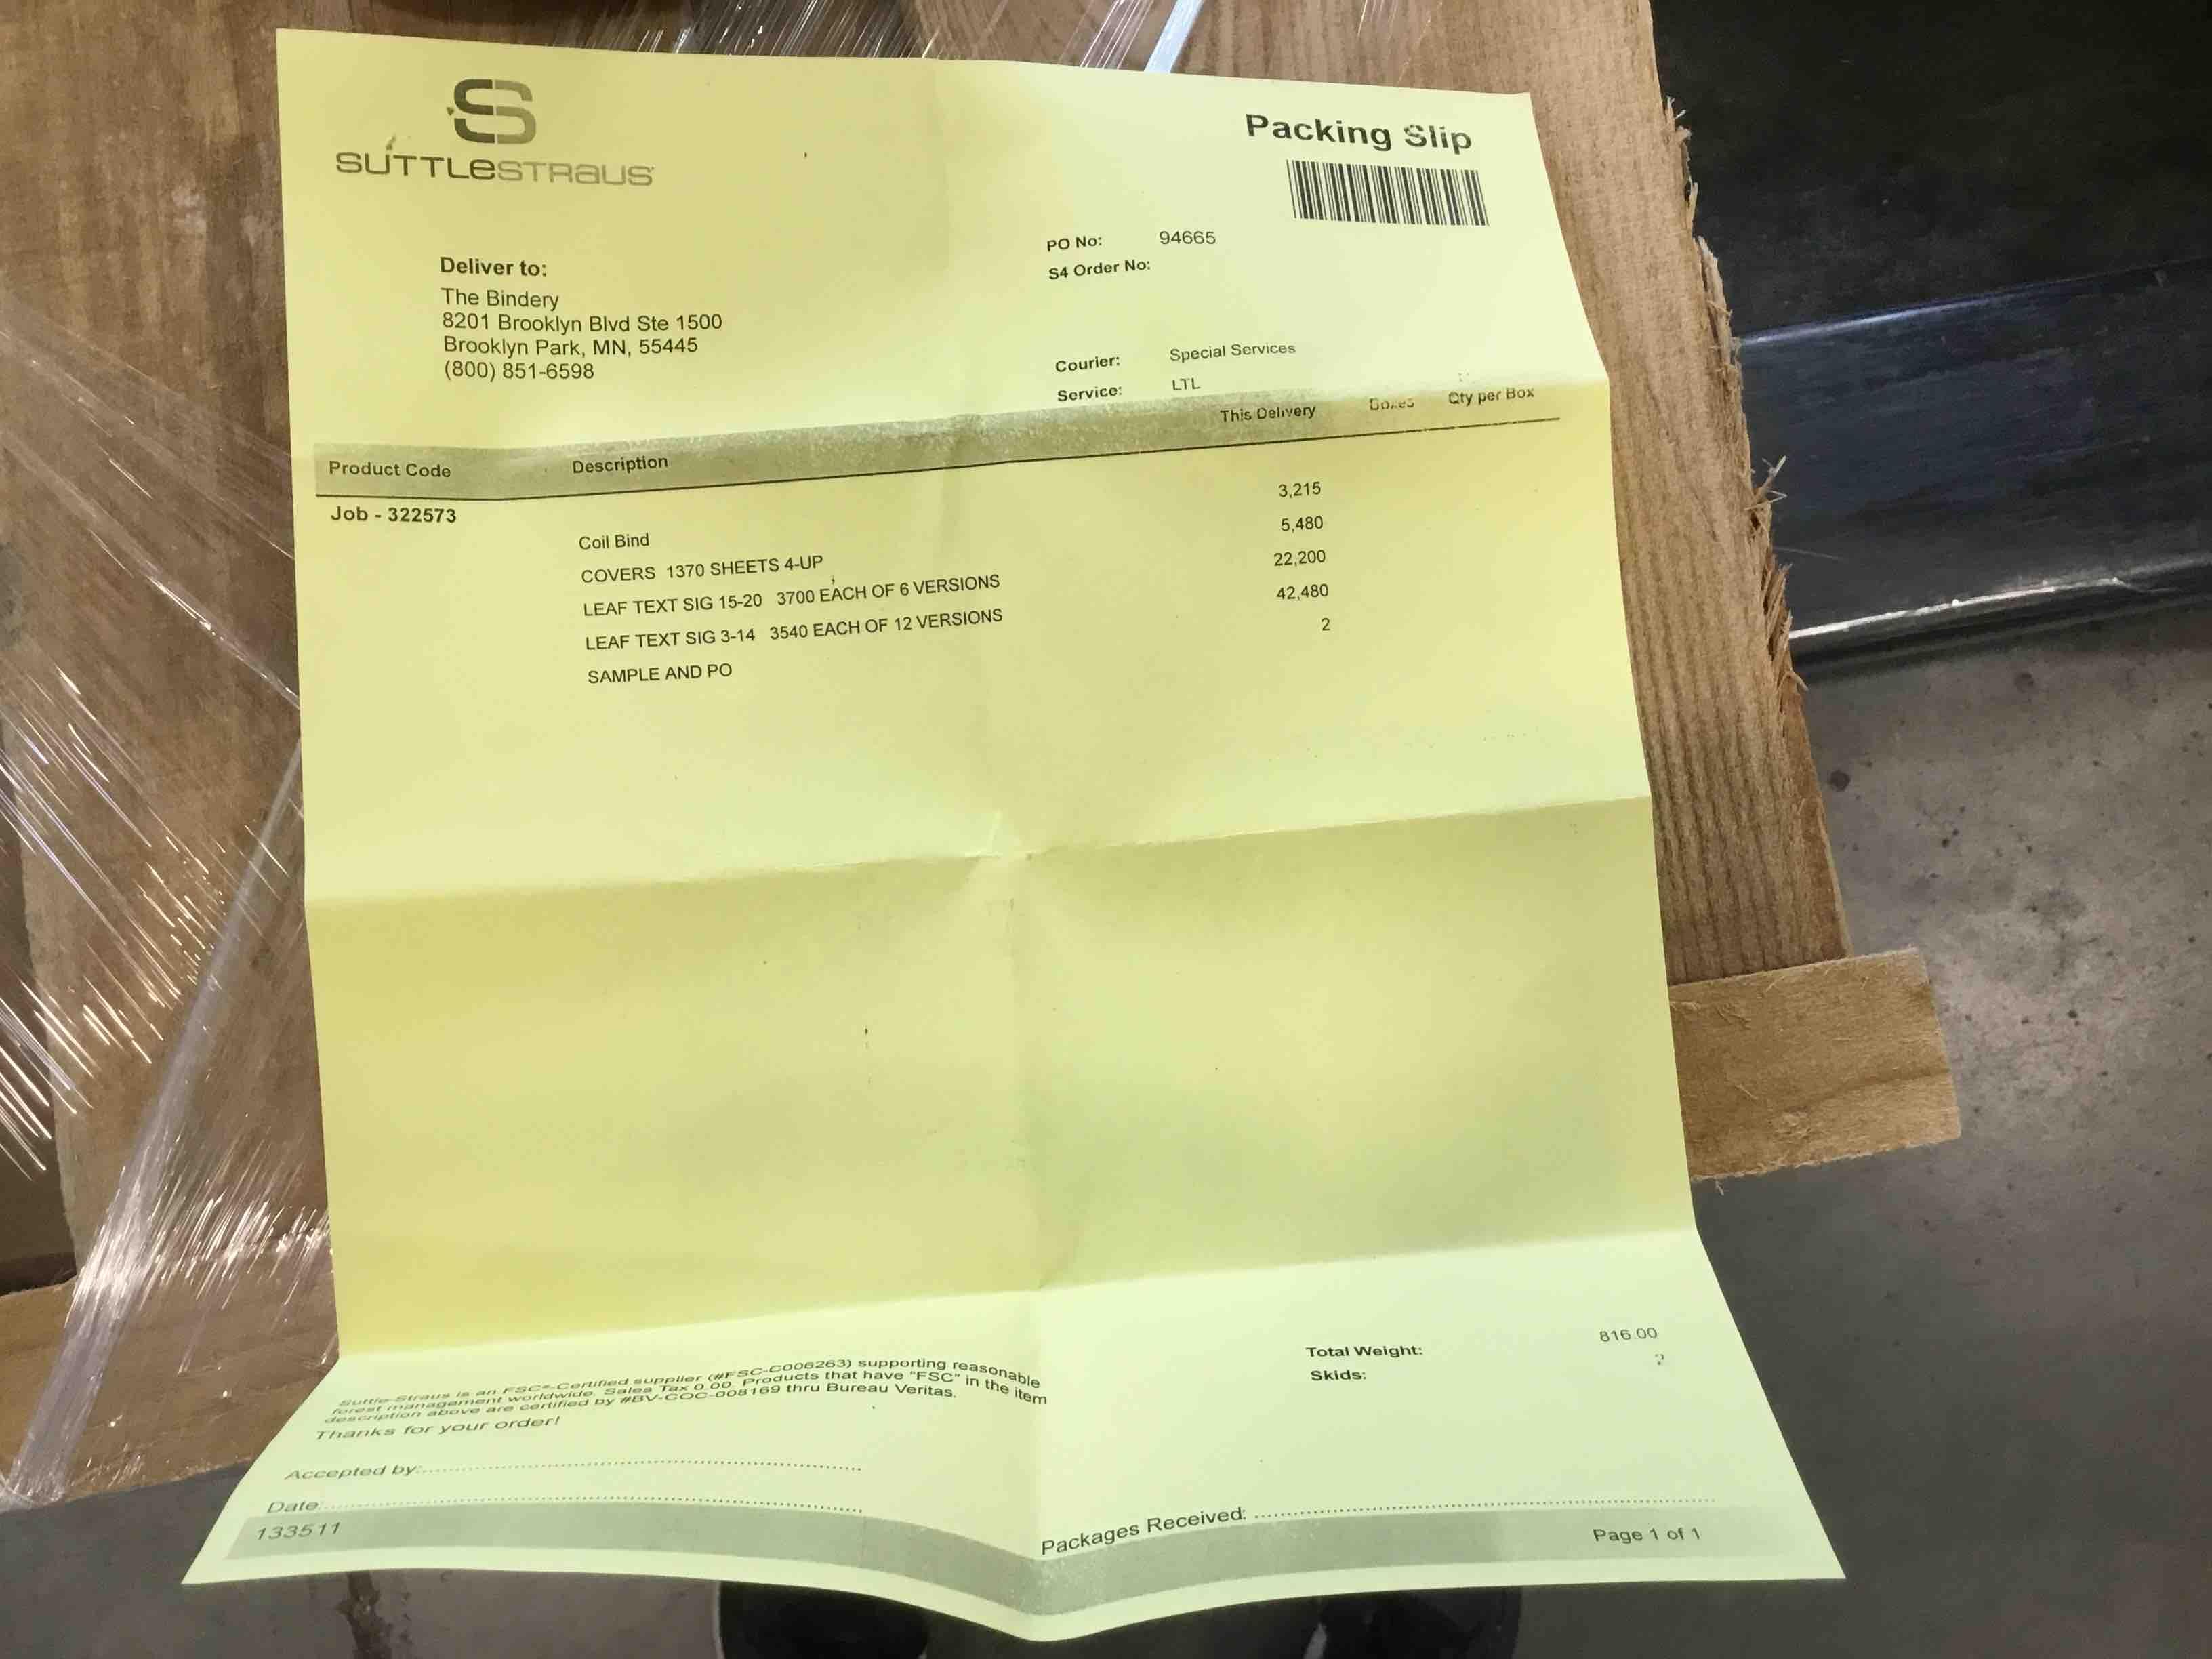 SUTTLESTRAUS
Packing Slip
PO No: 94665
S4 Order No:
Deliver to:
The Bindery
8201 Brooklyn Blvd Ste 1500
Brooklyn Park, MN, 55445
(800) 851-6598
Courier: Special Services
Service: LTL
Product Code Description This Delivery Boxes Qty per Box
Job - 322573
Coil Bind 3,215
COVERS 1370 SHEETS 4-UP 5,480
LEAF TEXT SIG 15-20 3700 EACH OF 6 VERSIONS 22,200
LEAF TEXT SIG 3-14 3540 EACH OF 12 VERSIONS 42,480
SAMPLE AND PO 2
Total Weight: 816.00
Skids:
Suttle-Straus is an FSC®-Certified supplier (#FSC-C006263) supporting reasonable
forest management worldwide. Sales Tax 0.00. Products that have "FSC" in the item
description above are certified by #BV-COC-008169 thru Bureau Veritas.
Thanks for your order!
Accepted by:
Date:
Packages Received:
133511
Page 1 of 1